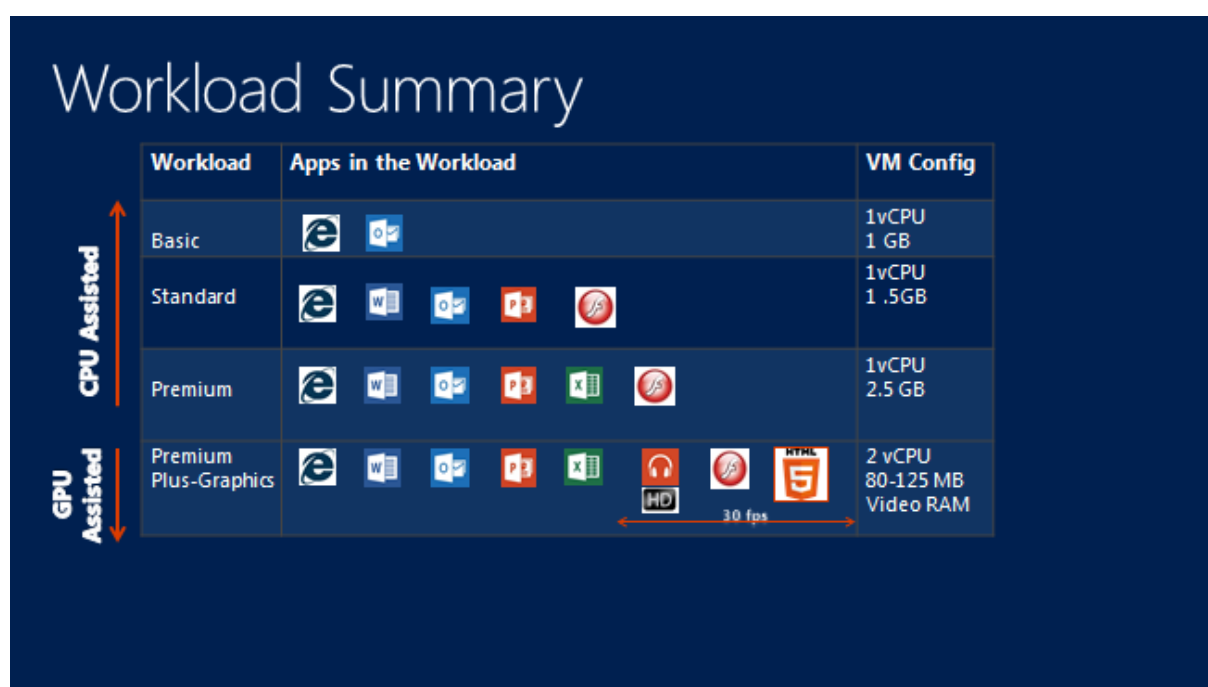 Workload Summary
Workload Apps in the Workload VM Config
CPU Assisted
Basic
1vCPU
1 GB
Standard
W O P
1vCPU
1 .5GB
Premium
W O P X
1vCPU
2.5 GB
GPU
Assisted
Premium
Plus-Graphics
W O P X
HTML
5
HD
30 fps
2 vCPU
80-125 MB
Video RAM